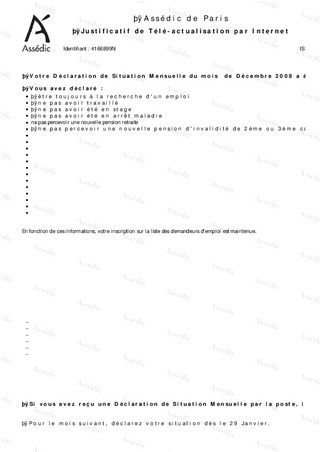 þÿAssédic de Paris
þÿJustificatif de Télé-actualisation par Internet
Assédic
Identifiant : 4166899N
IS
þÿVotre Déclaration de Situation Mensuelle du mois de Décembre 2008 a é
þÿVous avez déclaré :
• þÿêtre toujours à la recherche d'un emploi
• þÿne pas avoir travaillé
• þÿne pas avoir été en stage
• þÿne pas avoir été en arrêt maladie
• ne pas percevoir une nouvelle pension retraite
• þÿne pas percevoir une nouvelle pension d'invalidité de 2ème ou 3ème ca
En fonction de ces informations, votre inscription sur la liste des demandeurs d'emploi est maintenue.
þÿSi vous avez reçu une Déclaration de Situation Mensuelle par la poste, i
þÿPour le mois suivant, déclarez votre situation dès le 29 Janvier.